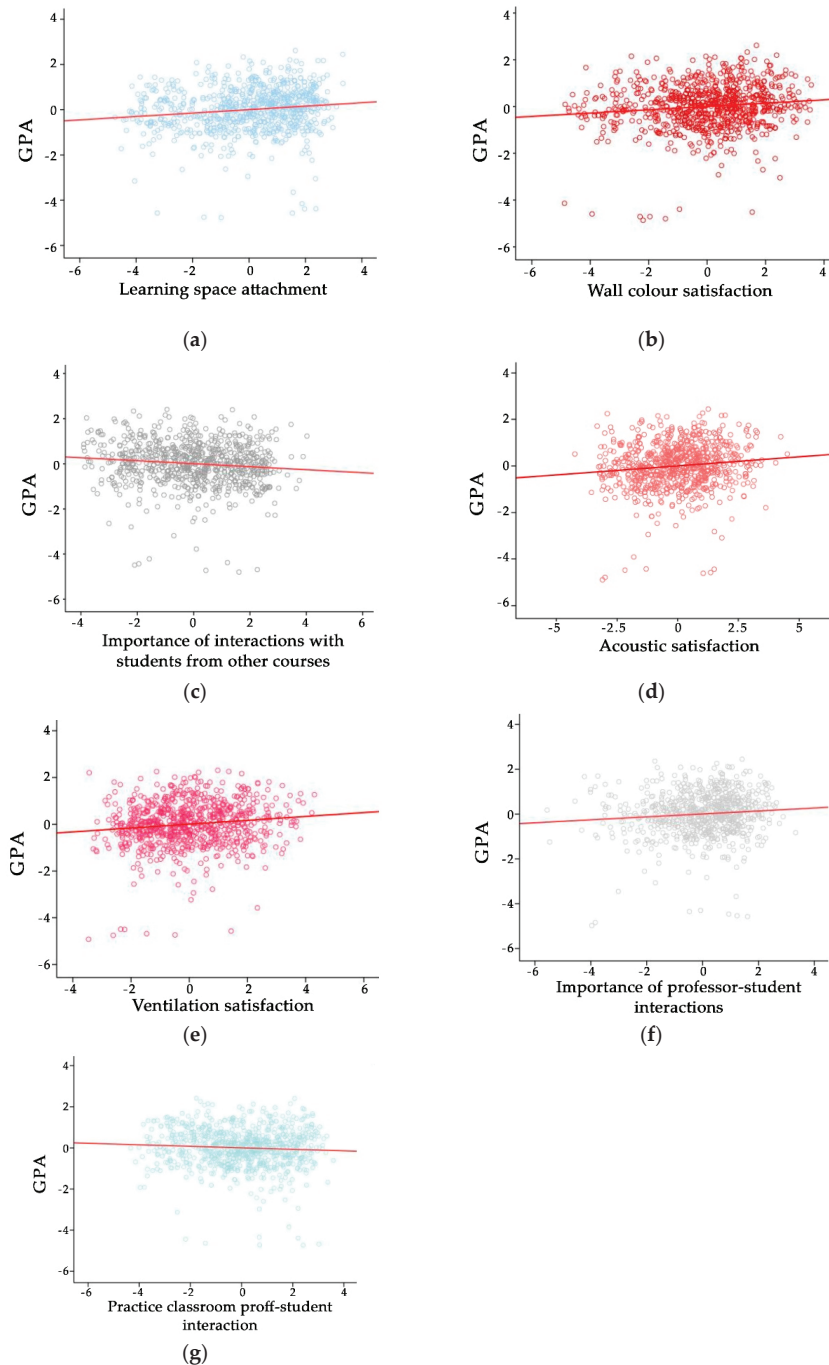 4
2
0
-2
-4
-6
GPA
-6 -4 -2 0 2 4
Learning space attachment
(a)
4
2
0
-2
-4
-6
GPA
-6 -4 -2 0 2 4
Wall colour satisfaction
(b)
4
2
0
-2
-4
-6
GPA
-4 -2 0 2 4 6
Importance of interactions with
students from other courses
(c)
4
2
0
-2
-4
-6
GPA
-5 -2.5 0 2.5 5
Acoustic satisfaction
(d)
4
2
0
-2
-4
-6
GPA
-4 -2 0 2 4 6
Ventilation satisfaction
(e)
4
2
0
-2
-4
-6
GPA
-6 -4 -2 0 2 4
Importance of professor-student
interactions
(f)
4
2
0
-2
-4
-6
GPA
-6 -4 -2 0 2 4
Practice classroom proff-student
interaction
(g)